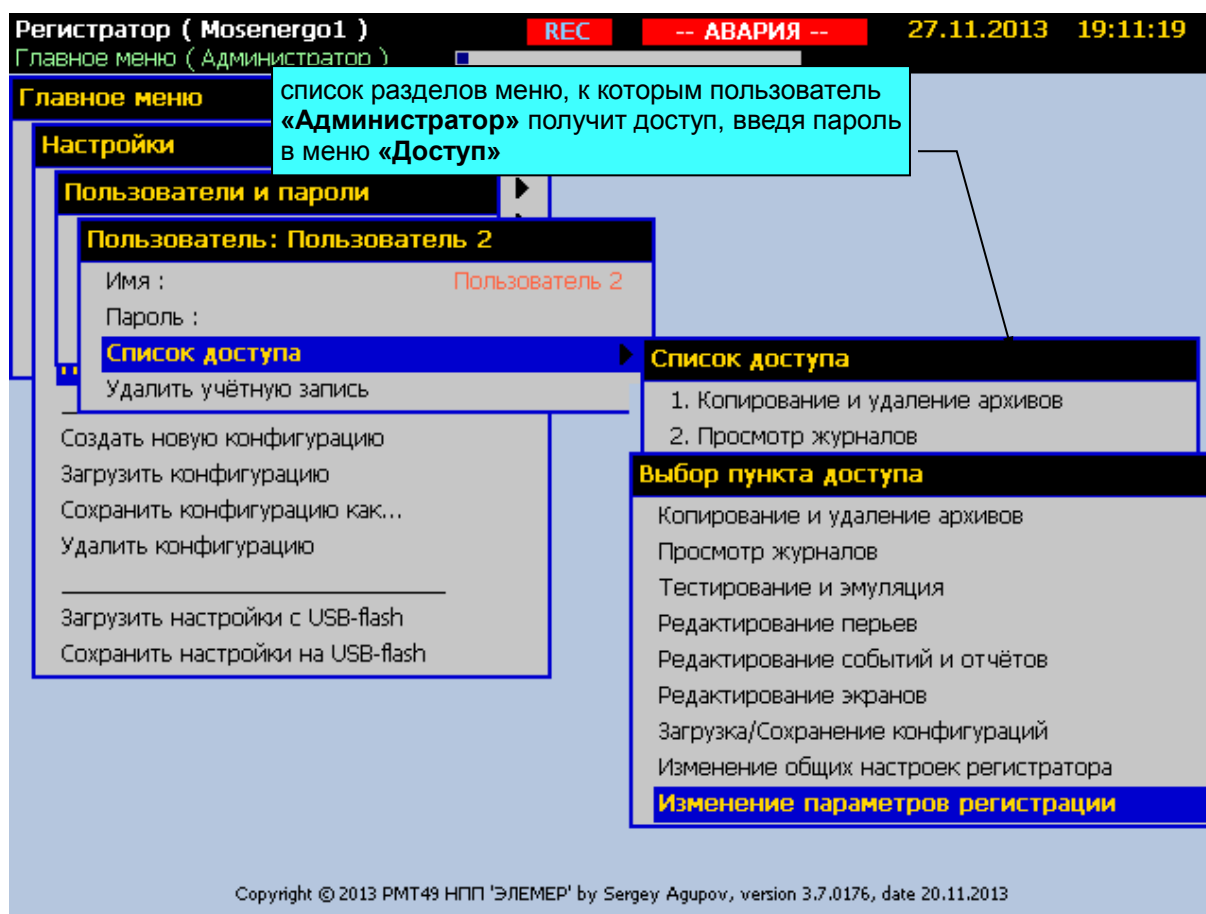 Регистратор ( Mosenergo1 ) REC -- АВАРИЯ -- 27.11.2013 19:11:19
Главное меню ( Администратор )
список разделов меню, к которым пользователь
«Администратор» получит доступ, введя пароль
в меню «Доступ»
Главное меню
Настройки
Пользователи и пароли
Пользователь: Пользователь 2
Имя : Пользователь 2
Пароль :
Список доступа
Удалить учётную запись
Создать новую конфигурацию
Загрузить конфигурацию
Сохранить конфигурацию как...
Удалить конфигурацию
Загрузить настройки с USB-flash
Сохранить настройки на USB-flash
Список доступа
1. Копирование и удаление архивов
2. Просмотр журналов
Выбор пункта доступа
Копирование и удаление архивов
Просмотр журналов
Тестирование и эмуляция
Редактирование перьев
Редактирование событий и отчётов
Редактирование экранов
Загрузка/Сохранение конфигураций
Изменение общих настроек регистратора
Изменение параметров регистрации
Copyright © 2013 РМТ49 НПП 'ЭЛЕМЕР' by Sergey Agupov, version 3.7.0176, date 20.11.2013